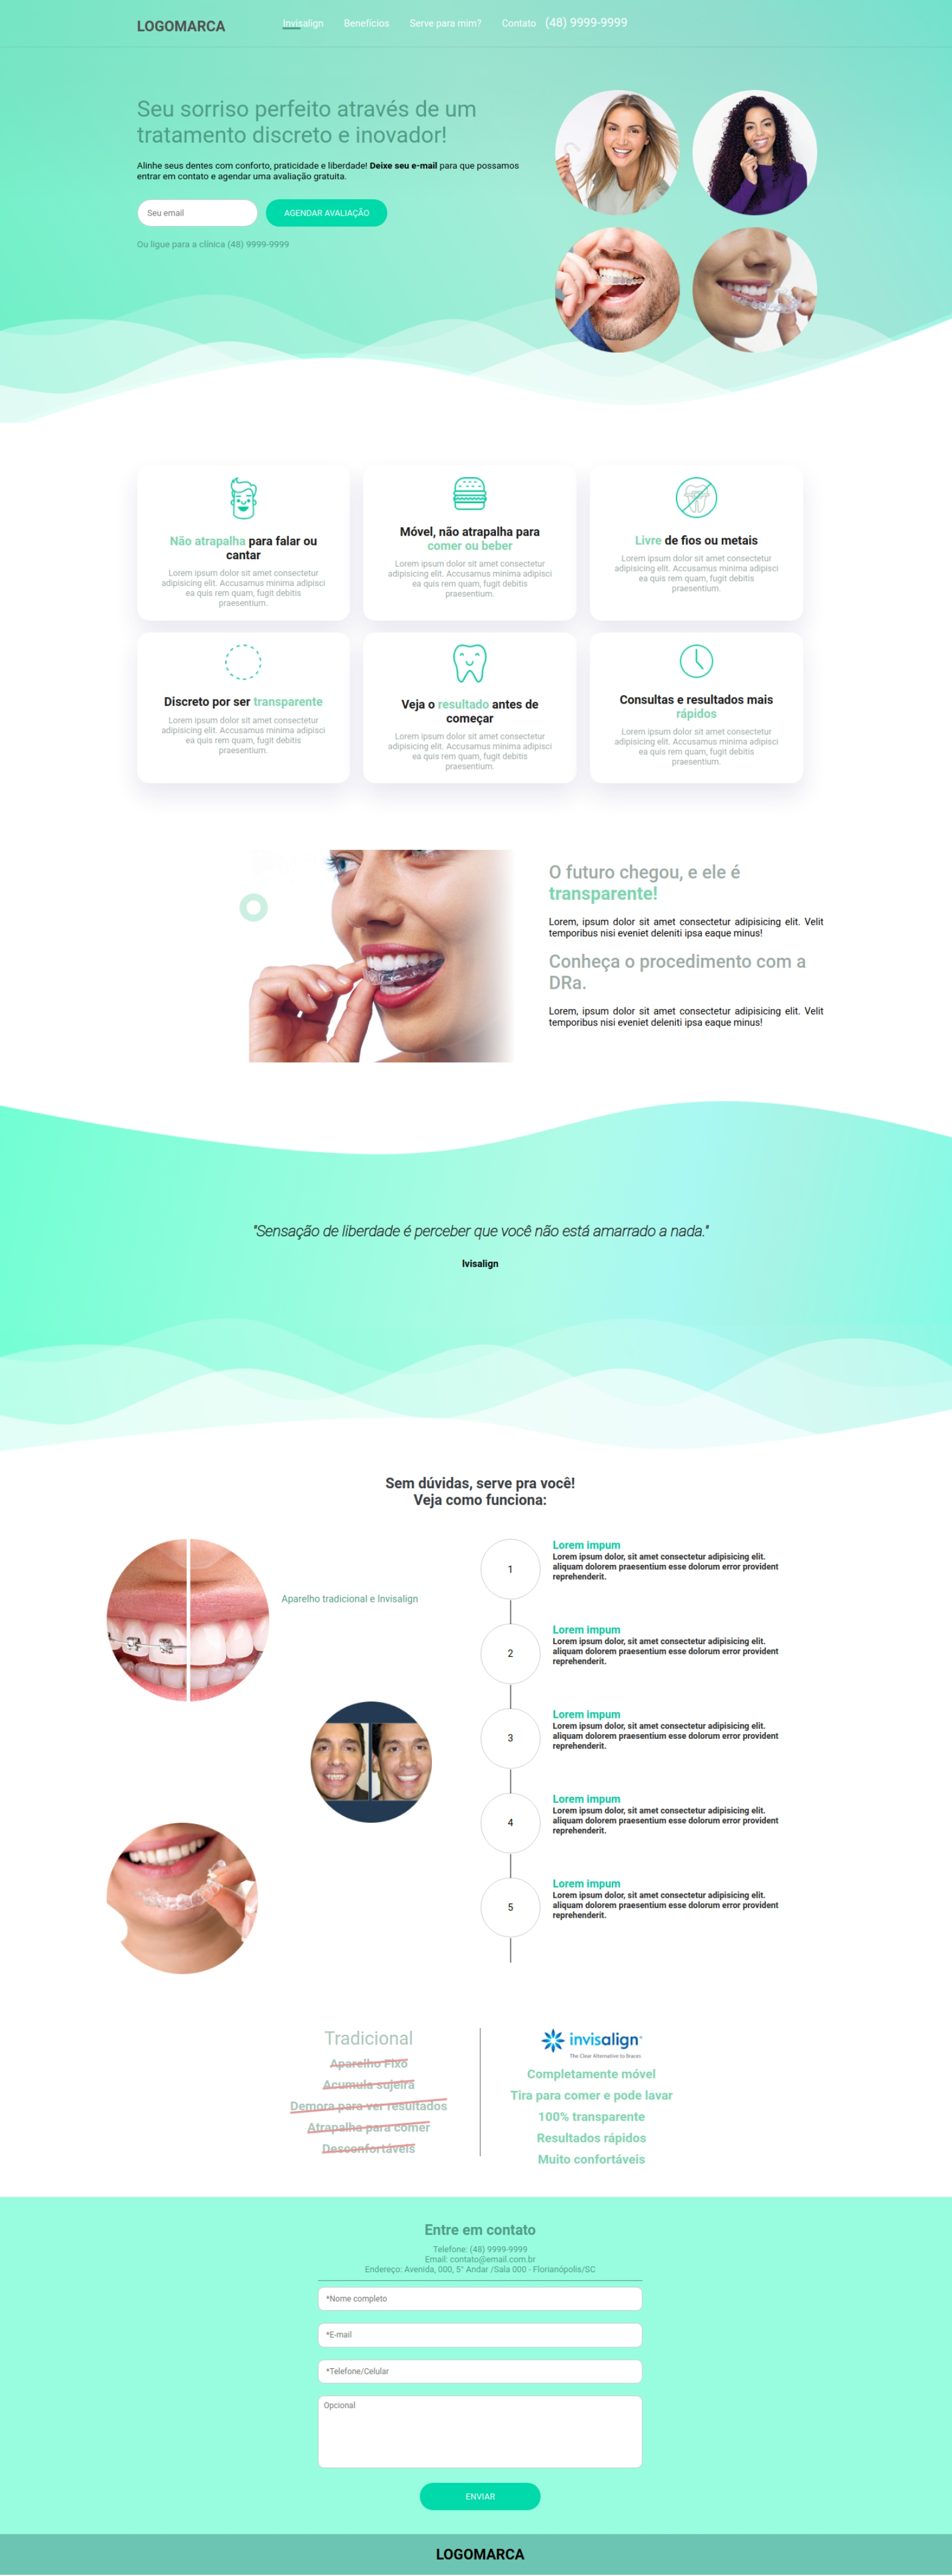 LOGOMARCA
Invisalign Benefícios Serve para mim? Contato (48) 9999-9999
Seu sorriso perfeito através de um
tratamento discreto e inovador!
Alinhe seus dentes com conforto, praticidade e liberdade! Deixe seu e-mail para que possamos
entrar em contato e agendar uma avaliação gratuita.
Seu email
AGENDAR AVALIAÇÃO
Ou ligue para a clínica (48) 9999-9999
Não atrapalha para falar ou
cantar
Lorem ipsum dolor sit amet consectetur
adipisicing elit. Accusamus minima adipisci
ea quis rem quam, fugit debitis
praesentium.
Móvel, não atrapalha para
comer ou beber
Lorem ipsum dolor sit amet consectetur
adipisicing elit. Accusamus minima adipisci
ea quis rem quam, fugit debitis
praesentium.
Livre de fios ou metais
Lorem ipsum dolor sit amet consectetur
adipisicing elit. Accusamus minima adipisci
ea quis rem quam, fugit debitis
praesentium.
Discreto por ser transparente
Lorem ipsum dolor sit amet consectetur
adipisicing elit. Accusamus minima adipisci
ea quis rem quam, fugit debitis
praesentium.
Veja o resultado antes de
começar
Lorem ipsum dolor sit amet consectetur
adipisicing elit. Accusamus minima adipisci
ea quis rem quam, fugit debitis
praesentium.
Consultas e resultados mais
rápidos
Lorem ipsum dolor sit amet consectetur
adipisicing elit. Accusamus minima adipisci
ea quis rem quam, fugit debitis
praesentium.
O futuro chegou, e ele é
transparente!
Lorem, ipsum dolor sit amet consectetur adipisicing elit. Velit
temporibus nisi eveniet deleniti ipsa eaque minus!
Conheça o procedimento com a
DRa.
Lorem, ipsum dolor sit amet consectetur adipisicing elit. Velit
temporibus nisi eveniet deleniti ipsa eaque minus!
"Sensação de liberdade é perceber que você não está amarrado a nada."
Ivisalign
Sem dúvidas, serve pra você!
Veja como funciona:
Aparelho tradicional e Invisalign
1
Lorem impum
Lorem ipsum dolor, sit amet consectetur adipisicing elit.
aliquam dolorem praesentium esse dolorum error provident
reprehenderit.
2
Lorem impum
Lorem ipsum dolor, sit amet consectetur adipisicing elit.
aliquam dolorem praesentium esse dolorum error provident
reprehenderit.
3
Lorem impum
Lorem ipsum dolor, sit amet consectetur adipisicing elit.
aliquam dolorem praesentium esse dolorum error provident
reprehenderit.
4
Lorem impum
Lorem ipsum dolor, sit amet consectetur adipisicing elit.
aliquam dolorem praesentium esse dolorum error provident
reprehenderit.
5
Lorem impum
Lorem ipsum dolor, sit amet consectetur adipisicing elit.
aliquam dolorem praesentium esse dolorum error provident
reprehenderit.
Tradicional
Aparelho Fixo
Acumula sujeira
Demora para ver resultados
Atrapalha para comer
Desconfortáveis
invisalign
The Clear Alternative to Braces
Completamente móvel
Tira para comer e pode lavar
100% transparente
Resultados rápidos
Muito confortáveis
Entre em contato
Telefone: (48) 9999-9999
Email: contato@email.com.br
Endereço: Avenida, 000, 5° Andar /Sala 000 - Florianópolis/SC
*Nome completo
*E-mail
*Telefone/Celular
Opcional
ENVIAR
LOGOMARCA